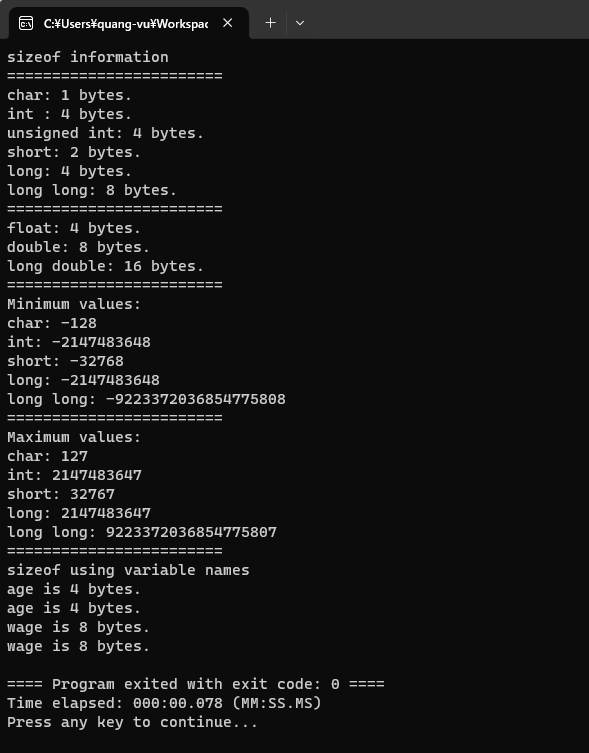 C:¥Users¥quang-vu¥Workspac
sizeof information
========================
char: 1 bytes.
int : 4 bytes.
unsigned int: 4 bytes.
short: 2 bytes.
long: 4 bytes.
long long: 8 bytes.
========================
float: 4 bytes.
double: 8 bytes.
long double: 16 bytes.
========================
Minimum values:
char: -128
int: -2147483648
short: -32768
long: -2147483648
long long: -9223372036854775808
========================
Maximum values:
char: 127
int: 2147483647
short: 32767
long: 2147483647
long long: 9223372036854775807
========================
sizeof using variable names
age is 4 bytes.
age is 4 bytes.
wage is 8 bytes.
wage is 8 bytes.
==== Program exited with exit code: 0 ====
Time elapsed: 000:00.078 (MM:SS.MS)
Press any key to continue...